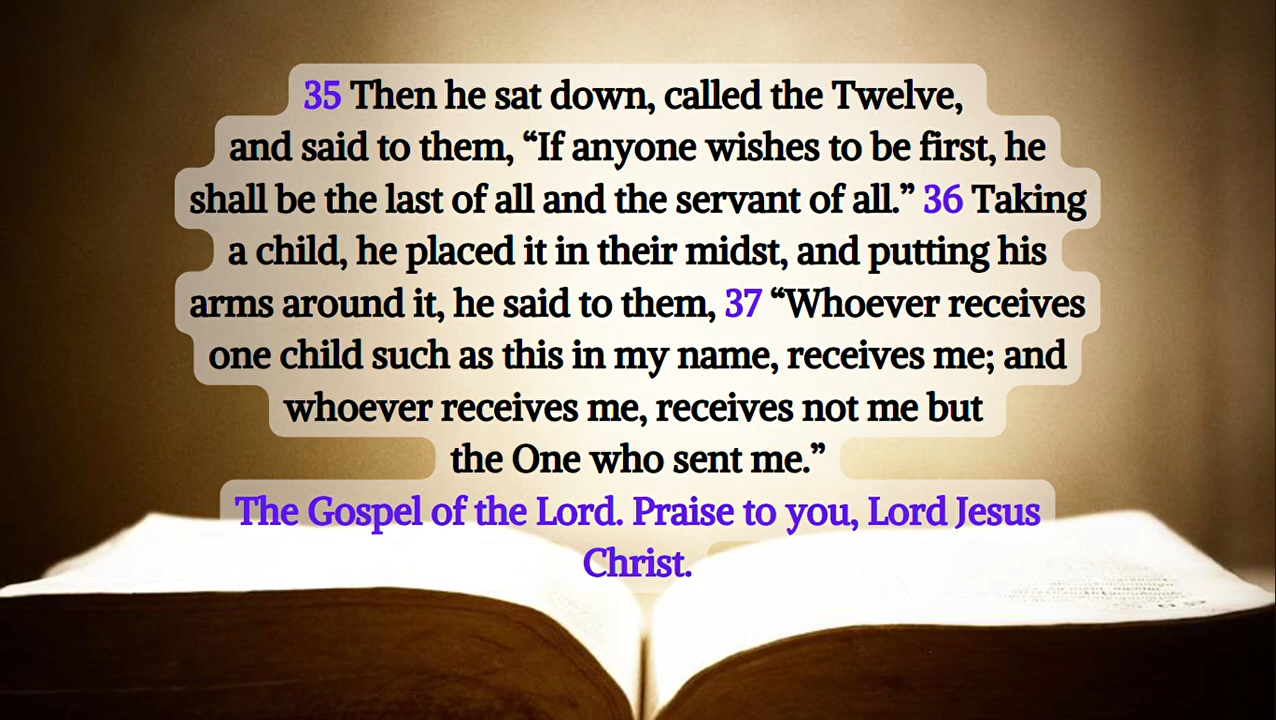 35 Then he sat down, called the Twelve,
and said to them, “If anyone wishes to be first, he
shall be the last of all and the servant of all.” 36 Taking
a child, he placed it in their midst, and putting his
arms around it, he said to them, 37 “Whoever receives
one child such as this in my name, receives me; and
whoever receives me, receives not me but
the One who sent me.”
The Gospel of the Lord. Praise to you, Lord Jesus
Christ.